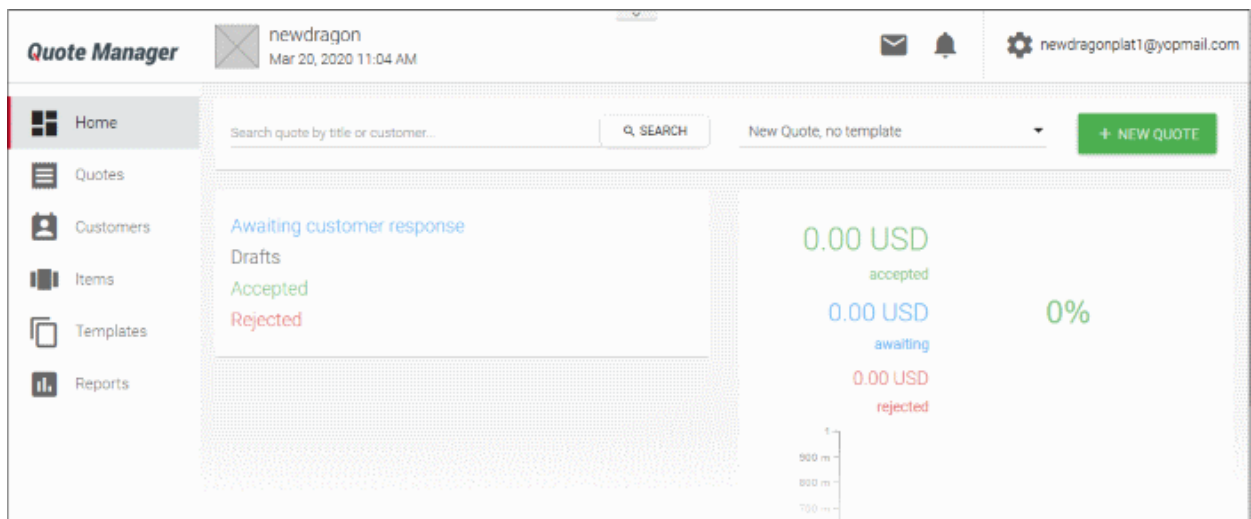 Quote Manager
newdragon
Mar 20, 2020 11:04 AM
newdragonplat1@yopmail.com
Home
Quotes
Customers
Items
Templates
Reports
Search quote by title or customer...
SEARCH
New Quote, no template
+ NEW QUOTE
Awaiting customer response
Drafts
Accepted
Rejected
0.00 USD
accepted
0.00 USD
awaiting
0.00 USD
rejected
0%
1
900 m
800 m
700 m